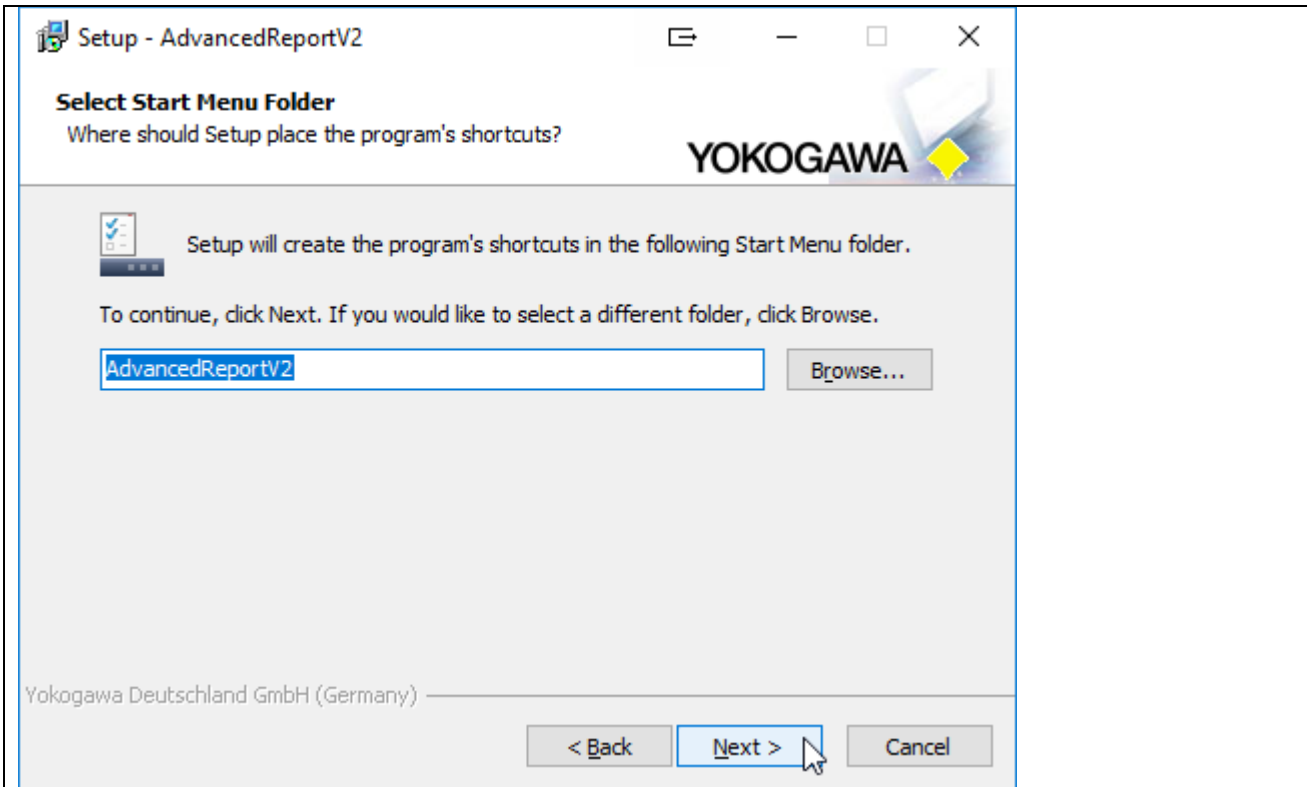 Setup - AdvancedReportV2
Select Start Menu Folder
Where should Setup place the program's shortcuts?
YOKOGAWA
Setup will create the program's shortcuts in the following Start Menu folder.
To continue, click Next. If you would like to select a different folder, click Browse.
AdvancedReportV2
Browse...
Yokogawa Deutschland GmbH (Germany)
< Back
Next >
Cancel